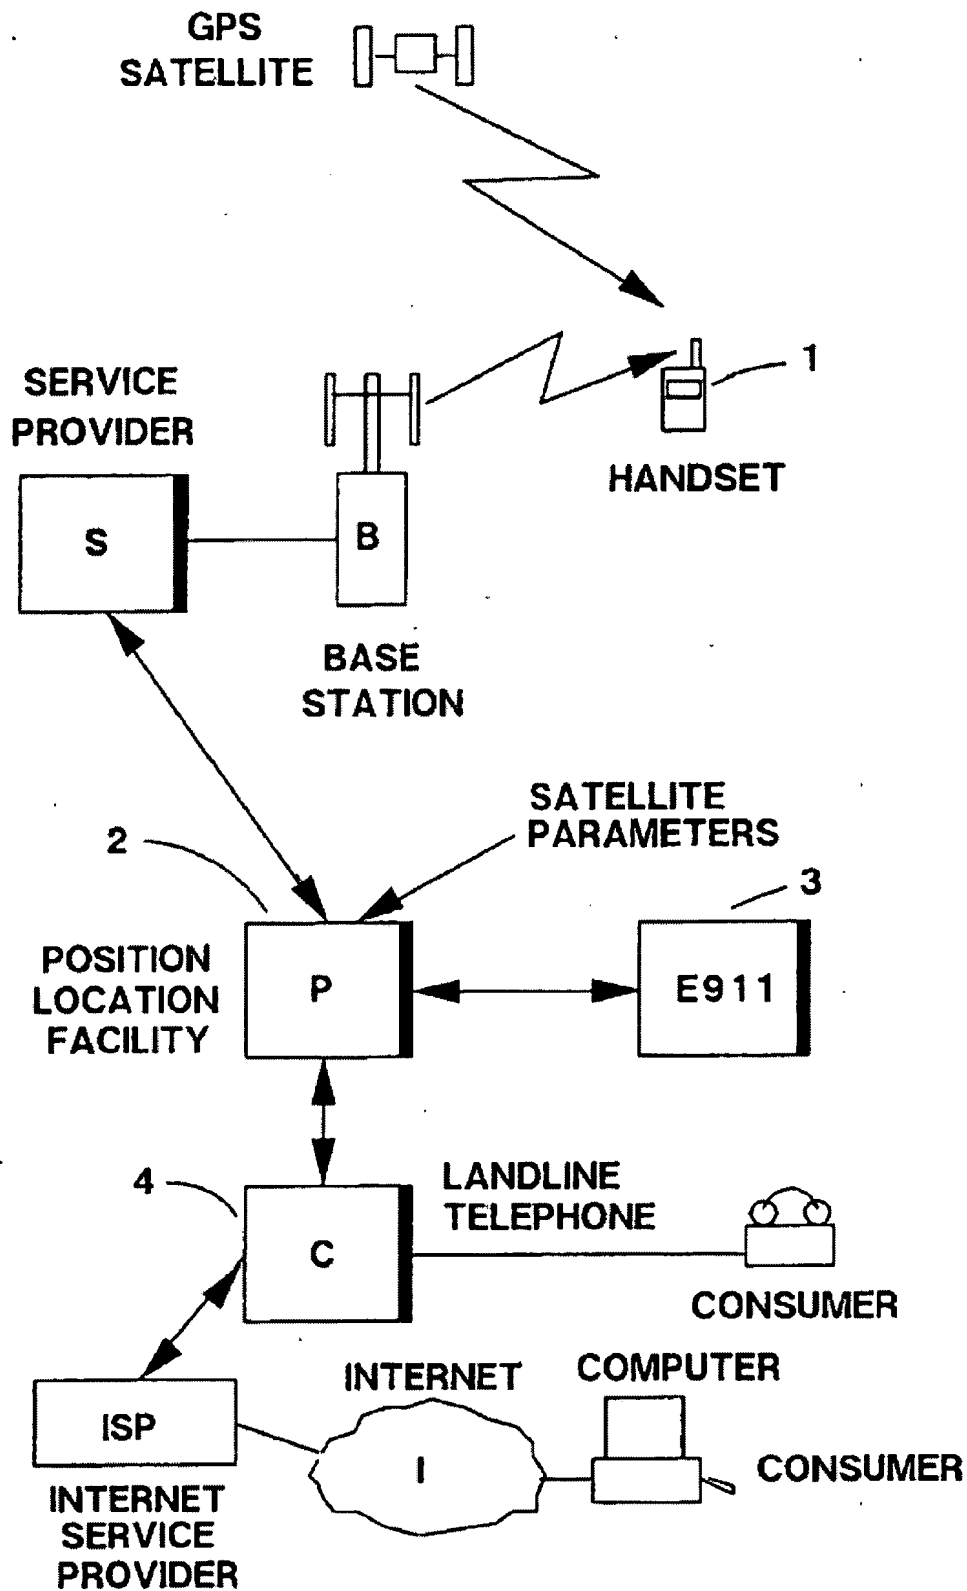 GPS
SATELLITE
1
SERVICE
PROVIDER
HANDSET
S
B
BASE
STATION
SATELLITE
PARAMETERS
2
3
POSITION
LOCATION
FACILITY
P
E911
4
LANDLINE
TELEPHONE
C
CONSUMER
COMPUTER
INTERNET
ISP
I
CONSUMER
INTERNET
SERVICE
PROVIDER